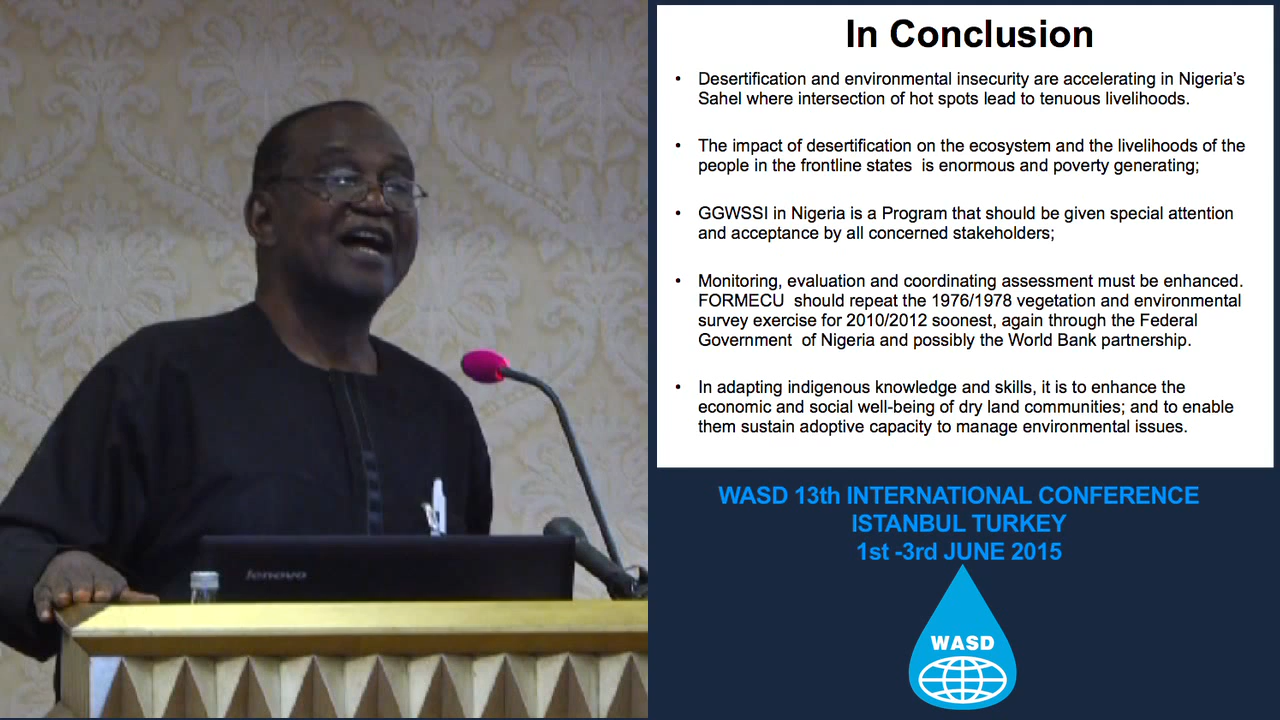 In Conclusion
• Desertification and environmental insecurity are accelerating in Nigeria's
Sahel where intersection of hot spots lead to tenuous livelihoods.
• The impact of desertification on the ecosystem and the livelihoods of the
people in the frontline states is enormous and poverty generating;
• GGWSSI in Nigeria is a Program that should be given special attention
and acceptance by all concerned stakeholders;
• Monitoring, evaluation and coordinating assessment must be enhanced.
FORMECU should repeat the 1976/1978 vegetation and environmental
survey exercise for 2010/2012 soonest, again through the Federal
Government of Nigeria and possibly the World Bank partnership.
• In adapting indigenous knowledge and skills, it is to enhance the
economic and social well-being of dry land communities; and to enable
them sustain adoptive capacity to manage environmental issues.
WASD 13th INTERNATIONAL CONFERENCE
ISTANBUL TURKEY
1st -3rd JUNE 2015
WASD
lenovo